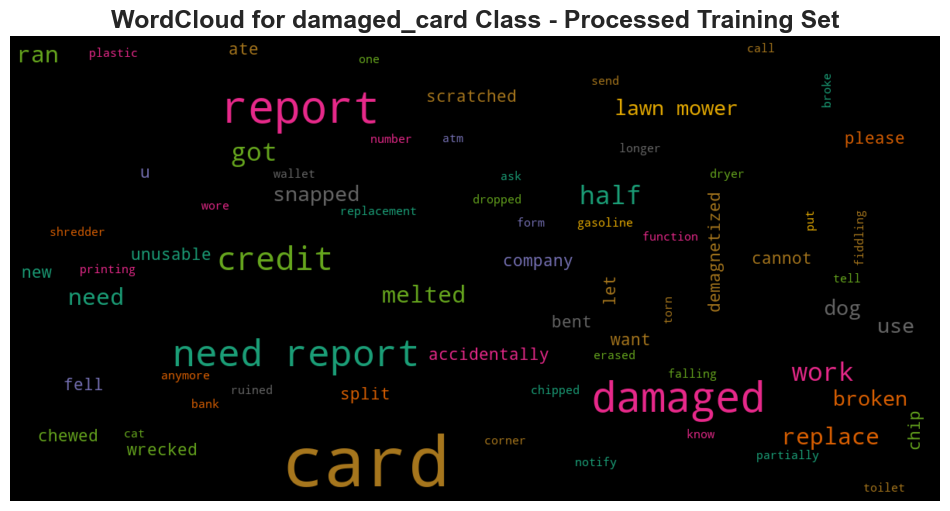 WordCloud for damaged_card Class - Processed Training Set
ran
plastic
ate
one
call
report
scratched
send
lawn mower
broke
number
atm
please
got
longer
u
wallet
snapped
ask
half
dryer
wore
replacement
dropped
demagnetized
shredder
form
gasoline
function
put
fiddling
unusable
credit
company
cannot
new
printing
tell
need
melted
let
torn
dog
bent
use
need report
accidentally
want
erased
fell
anymore
ruined
split
chipped
falling
work
bank
damaged
broken
chewed
cat
wrecked
card
corner
know
replace
chip
notify
partially
toilet